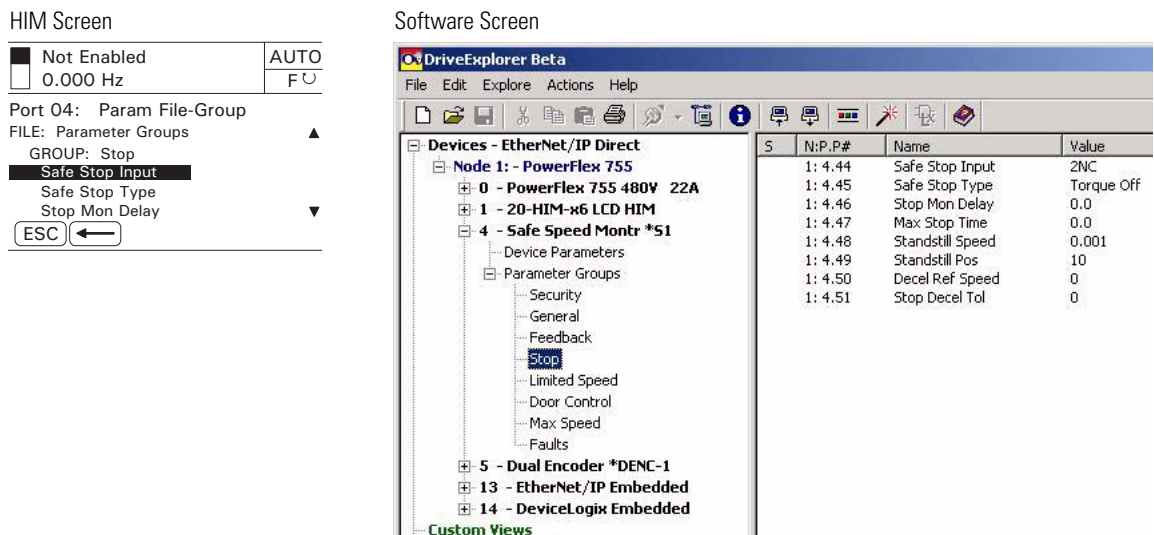 HIM Screen
Not Enabled
AUTO
0.000 Hz
F
Port 04: Param File-Group
FILE: Parameter Groups
GROUP: Stop
Safe Stop Input
Safe Stop Type
Stop Mon Delay
ESC
Software Screen
DriveExplorer Beta
File Edit Explore Actions Help
Devices - EtherNet/IP Direct
Node 1: - PowerFlex 755
0 - PowerFlex 755 480V 22A
1 - 20-HIM-x6 LCD HIM
4 - Safe Speed Montr *S1
Device Parameters
Parameter Groups
Security
General
Feedback
Stop
Limited Speed
Door Control
Max Speed
Faults
5 - Dual Encoder *DENC-1
13 - EtherNet/IP Embedded
14 - DeviceLogix Embedded
Custom Views
S N:P.P# Name Value
1: 4.44 Safe Stop Input 2NC
1: 4.45 Safe Stop Type Torque Off
1: 4.46 Stop Mon Delay 0.0
1: 4.47 Max Stop Time 0.0
1: 4.48 Standstill Speed 0.001
1: 4.49 Standstill Pos 10
1: 4.50 Decel Ref Speed 0
1: 4.51 Stop Decel Tol 0